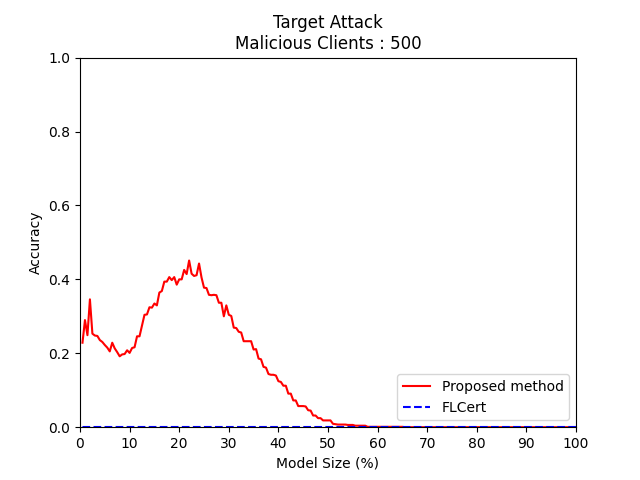 Target Attack
Malicious Clients : 500
1.0
0.8
0.6
0.4
0.2
0.0
Accuracy
Proposed method
FLCert
0 10 20 30 40 50 60 70 80 90 100
Model Size (%)